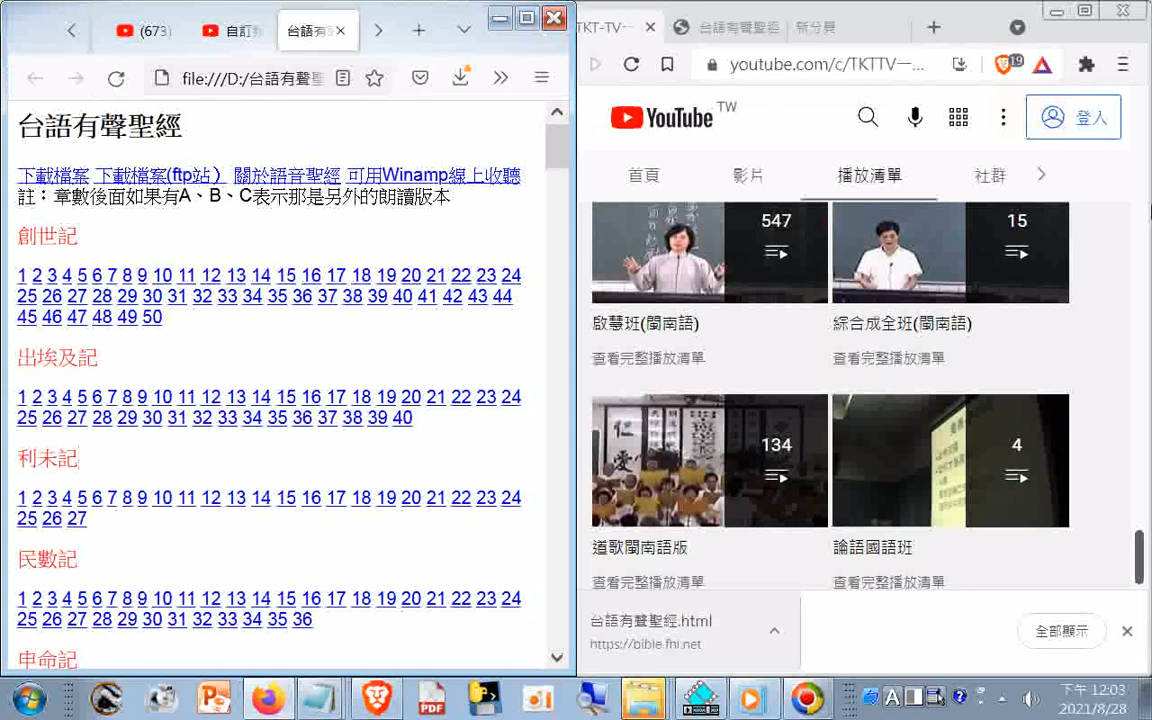 (673)
自訂
台語有
file:///D:/台語有聲聖
台語有聲聖經
下載檔案 下載檔案(ftp站） 關於語音聖經 可用Winamp線上收聽
註：章數後面如果有A、B、C表示那是另外的朗讀版本
創世記
1 2 3 4 5 6 7 8 9 10 11 12 13 14 15 16 17 18 19 20 21 22 23 24
25 26 27 28 29 30 31 32 33 34 35 36 37 38 39 40 41 42 43 44
45 46 47 48 49 50
出埃及記
1 2 3 4 5 6 7 8 9 10 11 12 13 14 15 16 17 18 19 20 21 22 23 24
25 26 27 28 29 30 31 32 33 34 35 36 37 38 39 40
利未記
1 2 3 4 5 6 7 8 9 10 11 12 13 14 15 16 17 18 19 20 21 22 23 24
25 26 27
民數記
1 2 3 4 5 6 7 8 9 10 11 12 13 14 15 16 17 18 19 20 21 22 23 24
25 26 27 28 29 30 31 32 33 34 35 36
申命記
TKT-TV一
台語有聲聖經
新分頁
youtube.com/c/TKTTV一...
19
YouTube TW
登入
首頁 影片 播放清單 社群
547
15
啟慧班(閩南語)
綜合成全班(閩南語)
查看完整播放清單
查看完整播放清單
仁
愛
134
4
道歌閩南語版
論語國語班
查看完整播放清單
查看完整播放清單
台語有聲聖經.html
https://bible.fhl.net
全部顯示
PDF
A
下午 12:03
2021/8/28